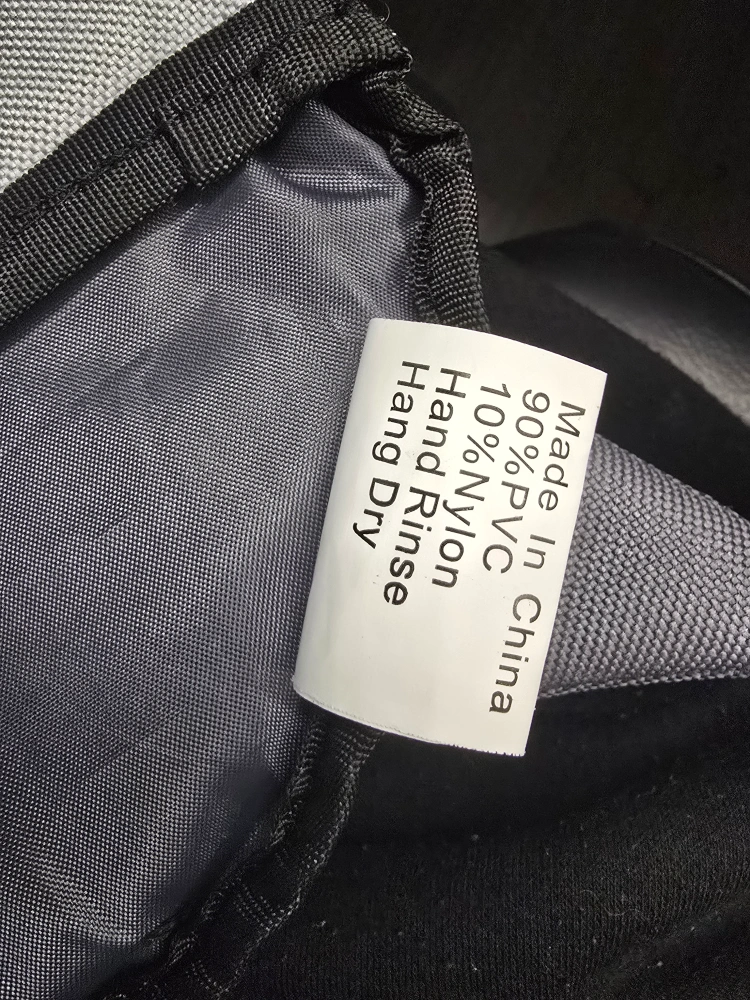 Made In China
90%PVC
10%Nylon
Hand Rinse
Hang Dry